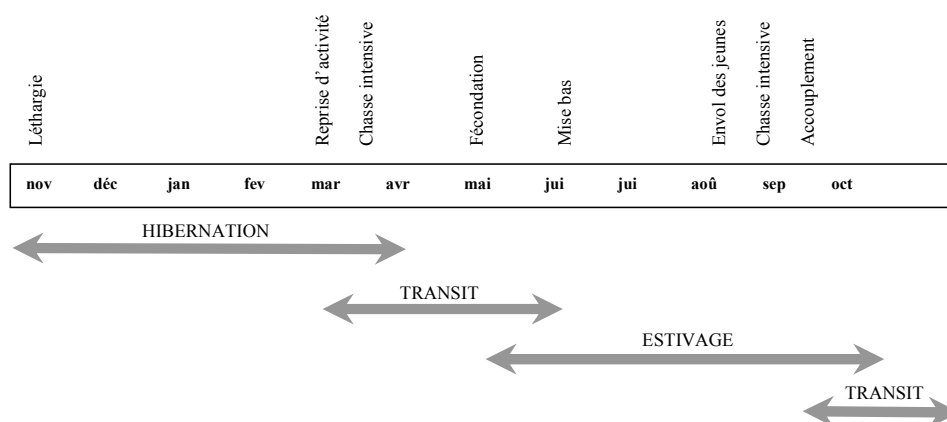 Léthargie
Reprise d'activité
Chasse intensive
Fécondation
Mise bas
Envol des jeunes
Chasse intensive
Accouplement
nov déc jan fev mar avr mai jui jui aoû sep oct
HIBERNATION
TRANSIT
ESTIVAGE
TRANSIT